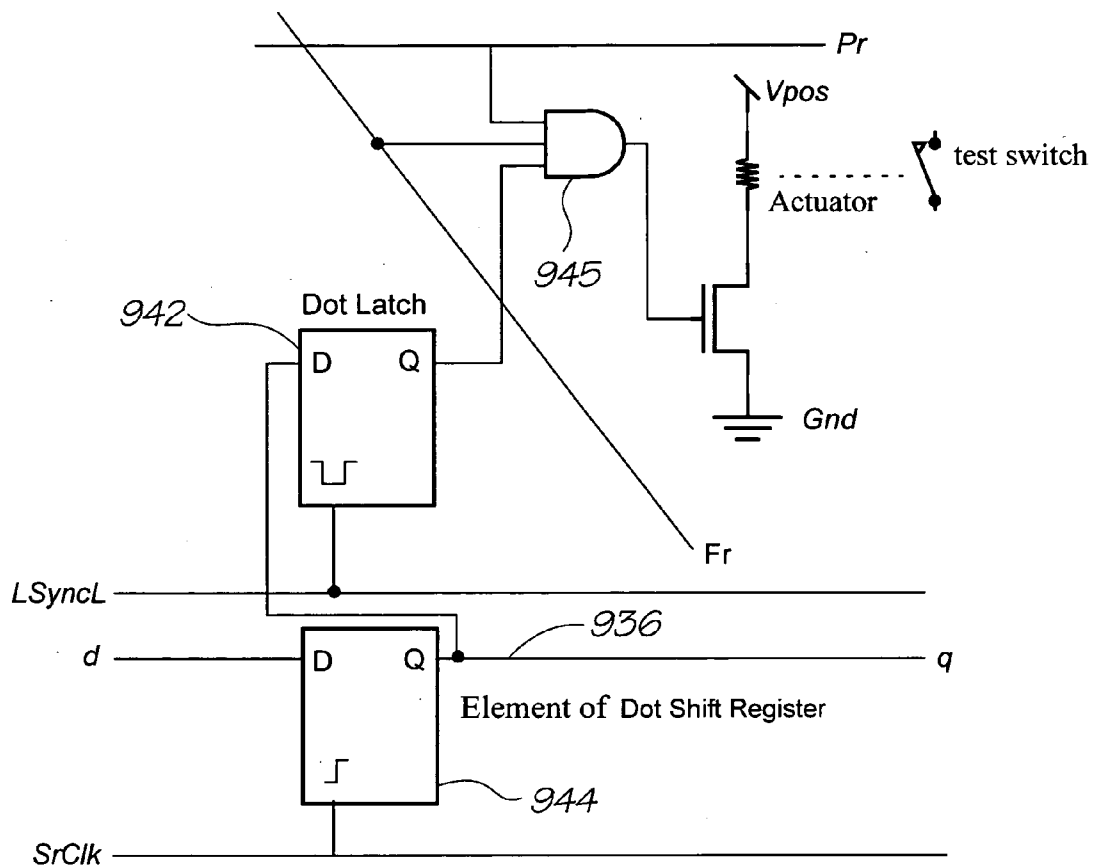 Pr
Vpos
test switch
Actuator
945
942
Dot Latch
D Q
Gnd
Fr
LSyncL
936
d
D Q
q
Element of Dot Shift Register
944
SrClk